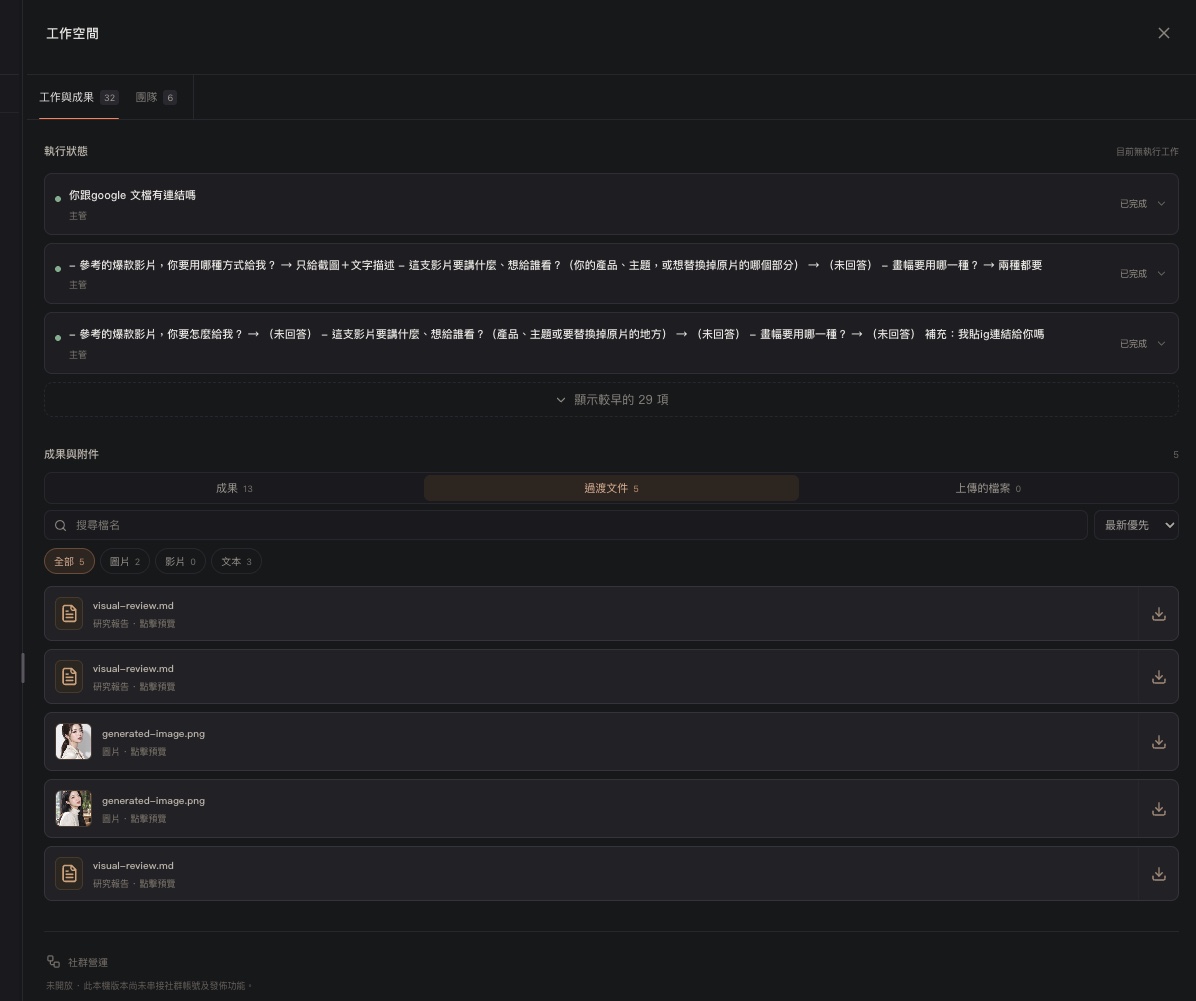 工作空間
工作與成果 32 團隊 6
執行狀態 目前無執行工作
你跟google 文檔有連結嗎
主管
已完成
– 參考的爆款影片，你要用哪種方式給我？ → 只給截圖＋文字描述 – 這支影片要講什麼、想給誰看？（你的產品、主題，或想替換掉原片的哪個部分） → （未回答） – 畫幅要用哪一種？ → 兩種都要
主管
已完成
– 參考的爆款影片，你要怎麼給我？ → （未回答） – 這支影片要講什麼、想給誰看？（產品、主題或要替換掉原片的地方） → （未回答） – 畫幅要用哪一種？ → （未回答） 補充：我貼ig連結給你嗎
主管
已完成
顯示較早的 29 項
成果與附件 5
成果 13 過渡文件 5 上傳的檔案 0
搜尋檔名 最新優先
全部 5 圖片 2 影片 0 文本 3
visual-review.md
研究報告 · 點擊預覽
visual-review.md
研究報告 · 點擊預覽
generated-image.png
圖片 · 點擊預覽
generated-image.png
圖片 · 點擊預覽
visual-review.md
研究報告 · 點擊預覽
社群營運
未開放 · 此本機版本尚未串接社群帳號及發佈功能。